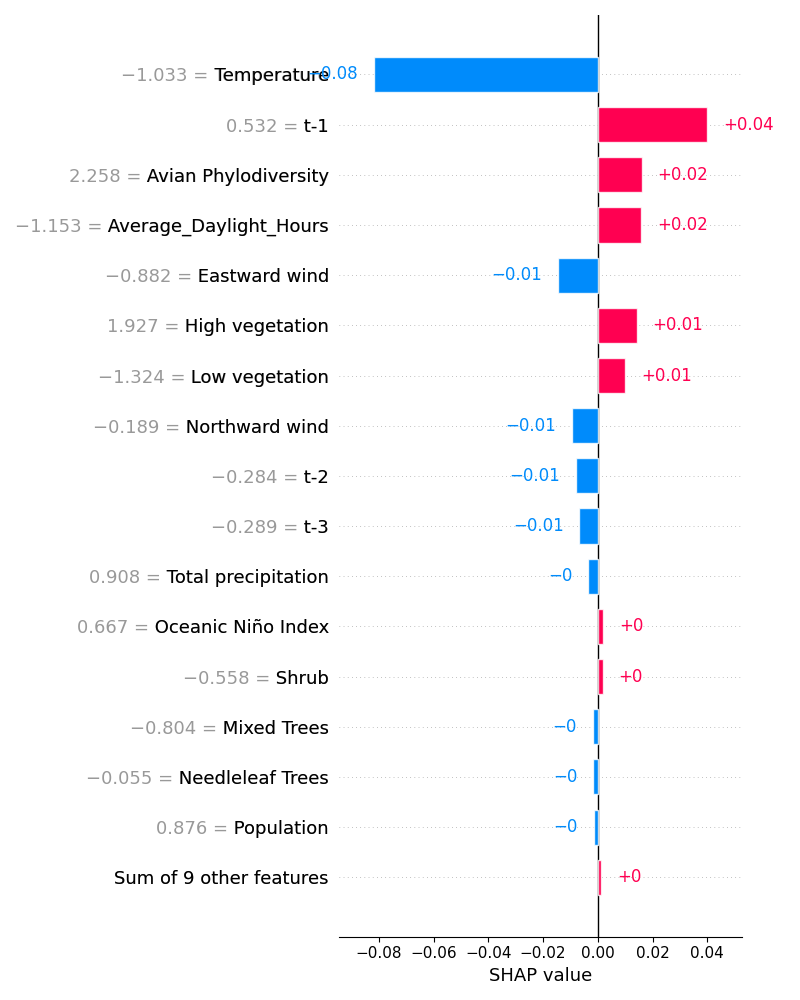 −1.033 = Temperature −0.08
0.532 = t-1 +0.04
2.258 = Avian Phylodiversity +0.02
−1.153 = Average_Daylight_Hours +0.02
−0.882 = Eastward wind −0.01
1.927 = High vegetation +0.01
−1.324 = Low vegetation +0.01
−0.189 = Northward wind −0.01
−0.284 = t-2 −0.01
−0.289 = t-3 −0.01
0.908 = Total precipitation −0
0.667 = Oceanic Niño Index +0
−0.558 = Shrub +0
−0.804 = Mixed Trees −0
−0.055 = Needleleaf Trees −0
0.876 = Population −0
Sum of 9 other features +0
−0.08 −0.06 −0.04 −0.02 0.00 0.02 0.04
SHAP value